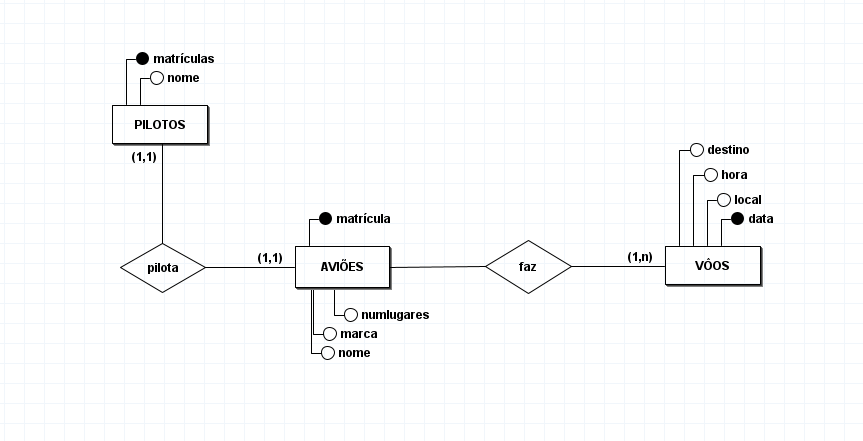 matrículas
nome
PILOTOS
(1,1)
pilota
(1,1)
matrícula
AVIÕES
numlugares
marca
nome
faz
(1,n)
destino
hora
local
data
VÔOS